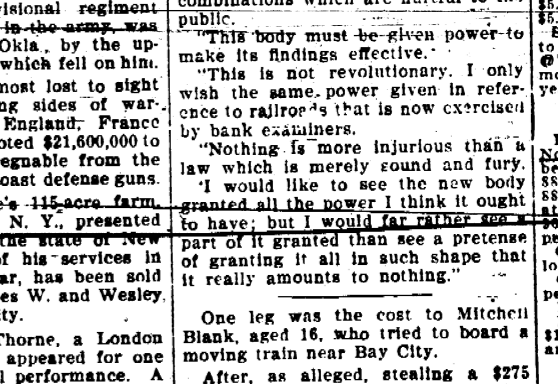 visional regiment
in the army, was
Okla., by the up-
which fell on him.
most lost to sight
ng sides of war-
England, France
oted $21,600,000 to
egnable from the
oast defense guns.
e's 115-acre farm,
N. Y., presented
the state of New
f his services in
ar, has been sold
es W. and Wesley
ty.
Thorne, a London
appeared for one
l performance. A
public.
"This body must be given power to
make its findings effective.
"This is not revolutionary. I only
wish the same power given in refer-
ence to railroads that is now exercised
by bank examiners.
"Nothing is more injurious than a
law which is merely sound and fury.
'I would like to see the new body
granted all the power I think it ought
to have; but I would far rather see a
part of it granted than see a pretense
of granting it all in such shape that
it really amounts to nothing."
One leg was the cost to Mitchell
Blank, aged 16, who tried to board a
moving train near Bay City.
After, as alleged, stealing a $275